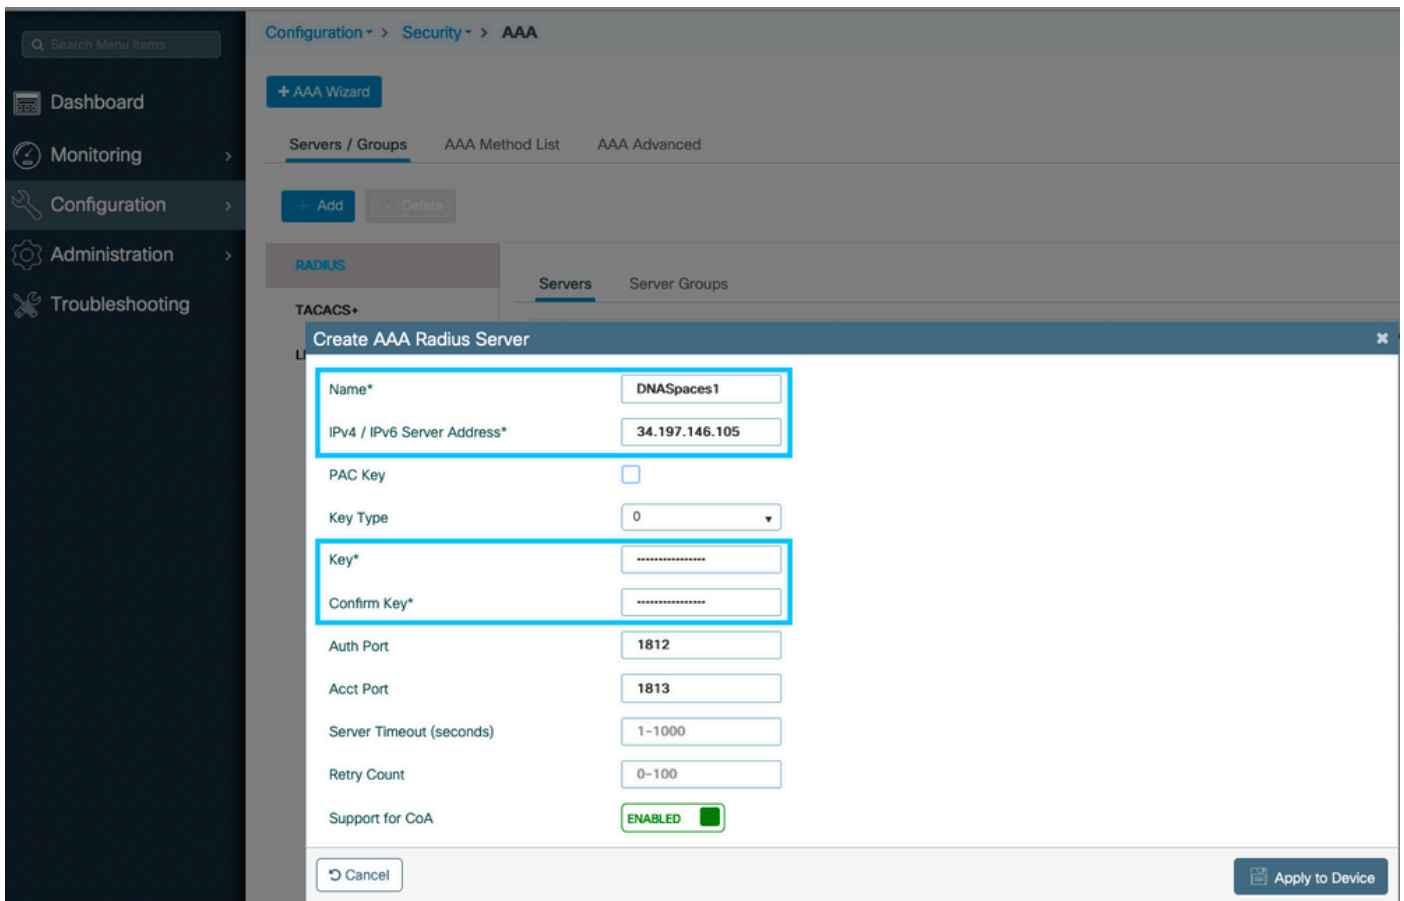 Search Menu Items
Dashboard
Monitoring
Configuration
Administration
Troubleshooting
Configuration > Security > AAA
+ AAA Wizard
Servers / Groups AAA Method List AAA Advanced
+ Add × Delete
RADIUS
TACACS+
Servers Server Groups
Create AAA Radius Server
Name* DNASpaces1
IPv4 / IPv6 Server Address* 34.197.146.105
PAC Key
Key Type 0
Key* ················
Confirm Key* ················
Auth Port 1812
Acct Port 1813
Server Timeout (seconds) 1-1000
Retry Count 0-100
Support for CoA ENABLED
Cancel Apply to Device